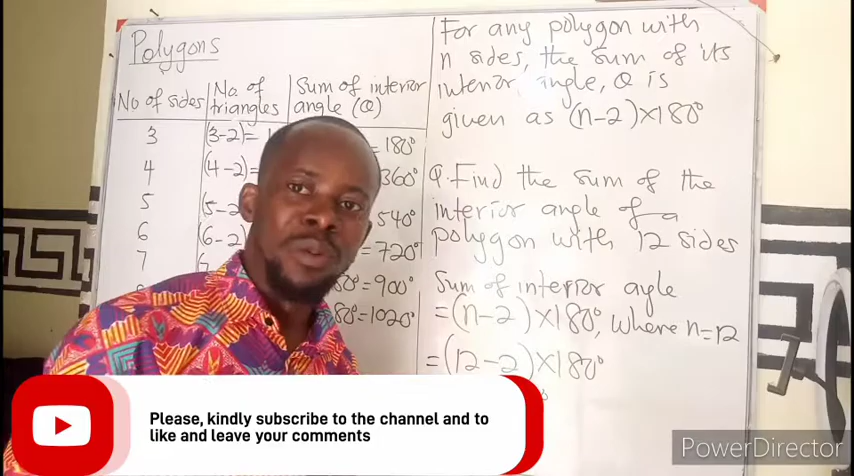 Polygons
No of sides
No. of triangles
Sum of interior angle (θ)
3 (3-2)= = 180°
4 (4-2)= 360°
5 (5-2 540°
6 (6-2) = 720°
7 80° = 900°
80° = 1020°
For any polygon with
n sides, the sum of its
interior angle, θ is
given as (n-2)×180°
Q. Find the sum of the
interior angle of a
polygon with 12 sides
Sum of interior angle
=(n-2)×180°, where n=12
=(12-2)×180°
Please, kindly subscribe to the channel and to
like and leave your comments
PowerDirector